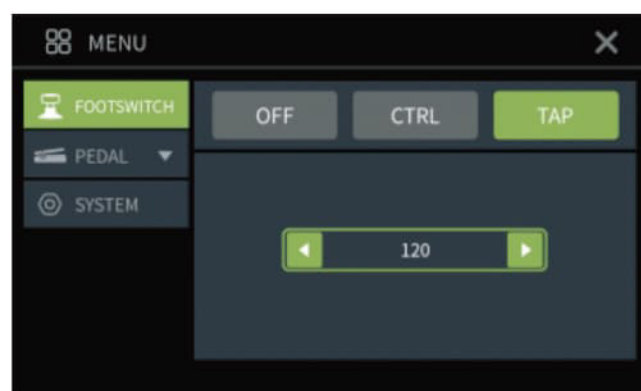 MENU
FOOTSWITCH
PEDAL
SYSTEM
OFF CTRL TAP
120